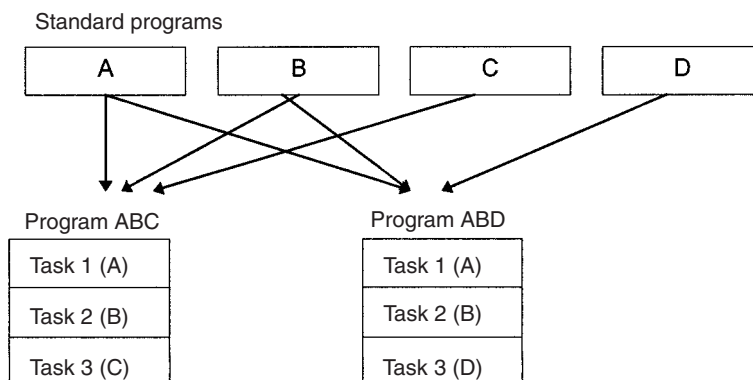 Standard programs
A B C D
Program ABC Program ABD
Task 1 (A) Task 1 (A)
Task 2 (B) Task 2 (B)
Task 3 (C) Task 3 (D)